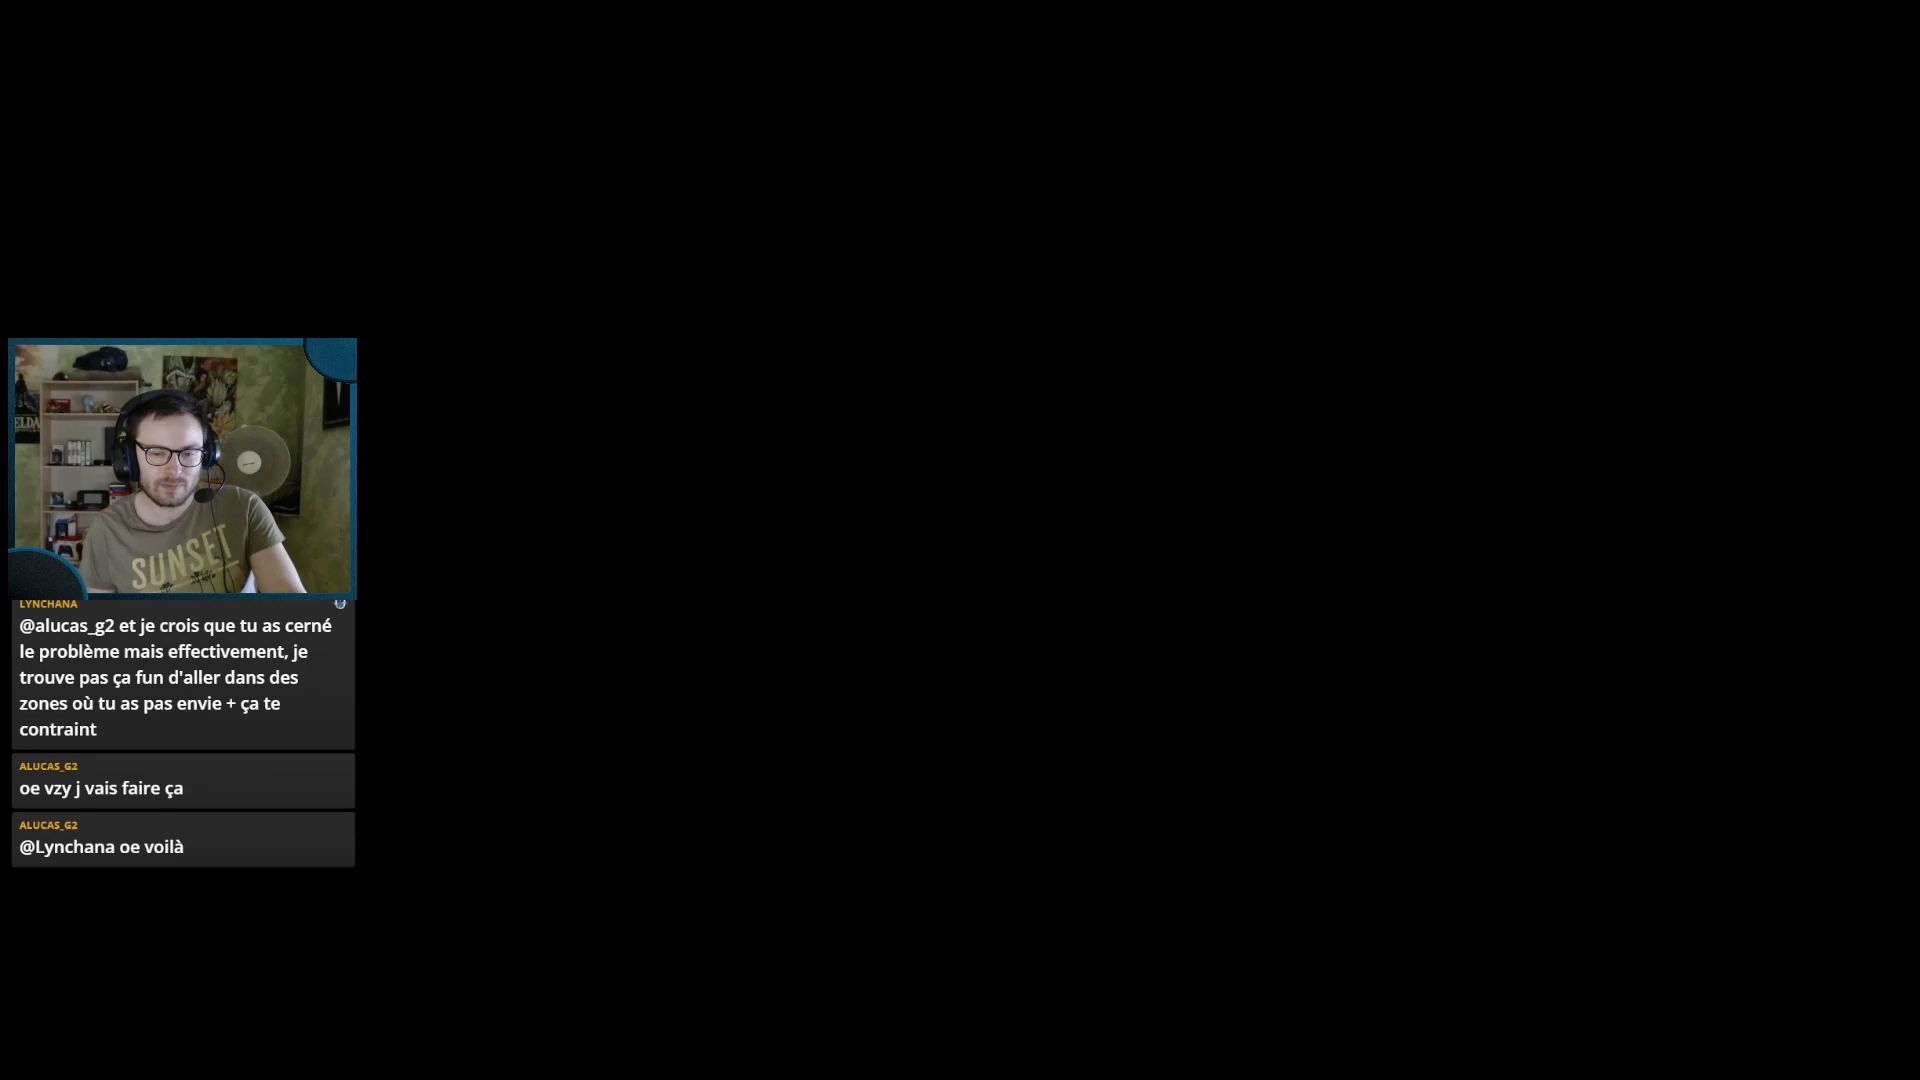 ELDA
SUNSET
LYNCHANA
@alucas_g2 et je crois que tu as cerné
le problème mais effectivement, je
trouve pas ça fun d'aller dans des
zones où tu as pas envie + ça te
contraint
ALUCAS_G2
oe vzy j vais faire ça
ALUCAS_G2
@Lynchana oe voilà